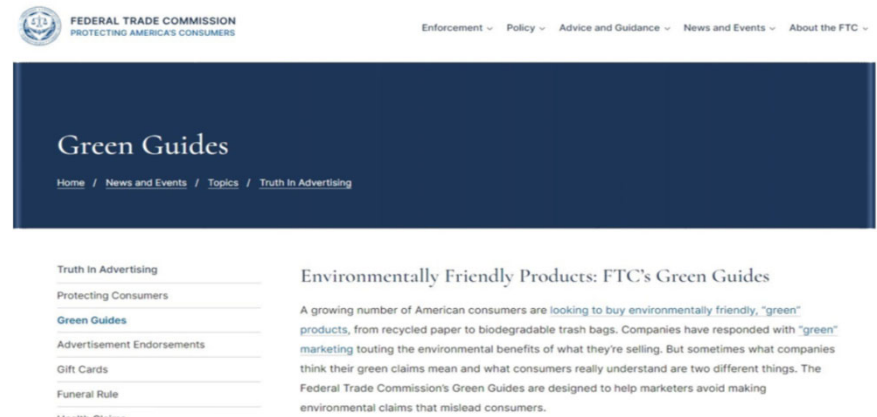 FEDERAL TRADE COMMISSION
PROTECTING AMERICA'S CONSUMERS
Enforcement Policy Advice and Guidance News and Events About the FTC
Green Guides
Home / News and Events / Topics / Truth In Advertising
Truth In Advertising
Protecting Consumers
Green Guides
Advertisement Endorsements
Gift Cards
Funeral Rule
Environmentally Friendly Products: FTC's Green Guides
A growing number of American consumers are looking to buy environmentally friendly, "green"
products, from recycled paper to biodegradable trash bags. Companies have responded with "green"
marketing touting the environmental benefits of what they're selling. But sometimes what companies
think their green claims mean and what consumers really understand are two different things. The
Federal Trade Commission's Green Guides are designed to help marketers avoid making
environmental claims that mislead consumers.